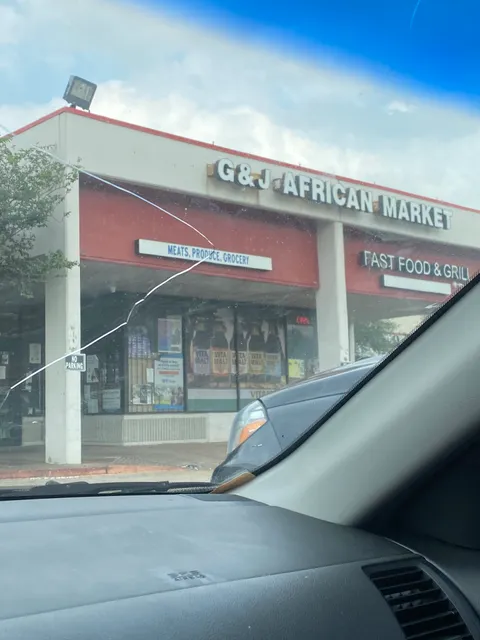 G&J AFRICAN MARKET
MEATS, PRODUCE, GROCERY
FAST FOOD & GRILL
NO
PARKING